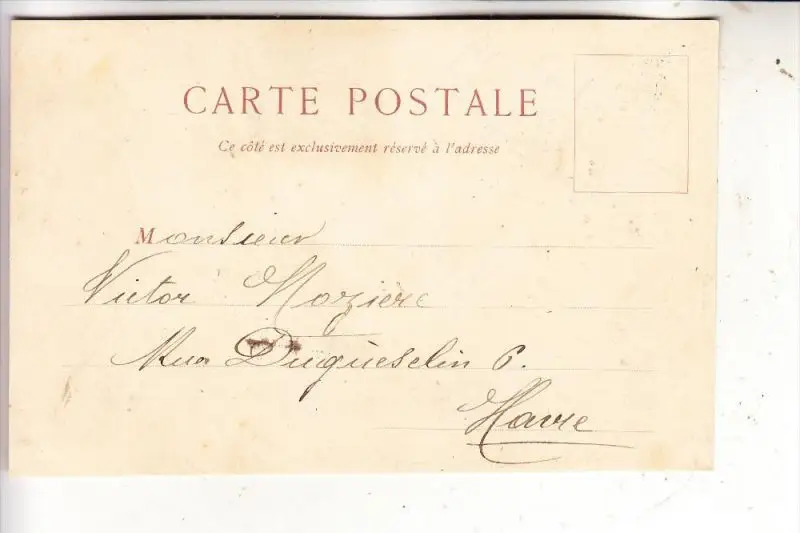 CARTE POSTALE
Ce côté est exclusivement réservé à l'adresse
Monsieur
Victor Mozière
Rue Duguesclin 6.
Havre